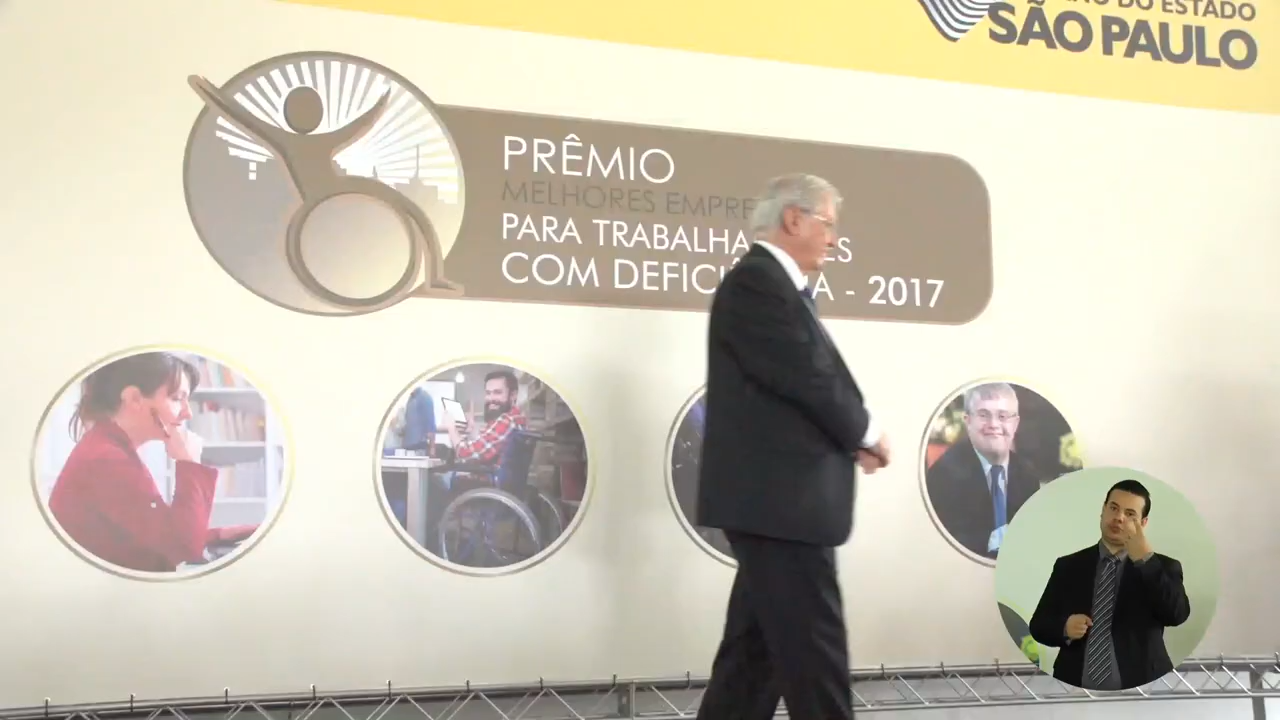 DO ESTADO
SÃO PAULO
PRÊMIO
MELHORES
PARA
COM
- 2017